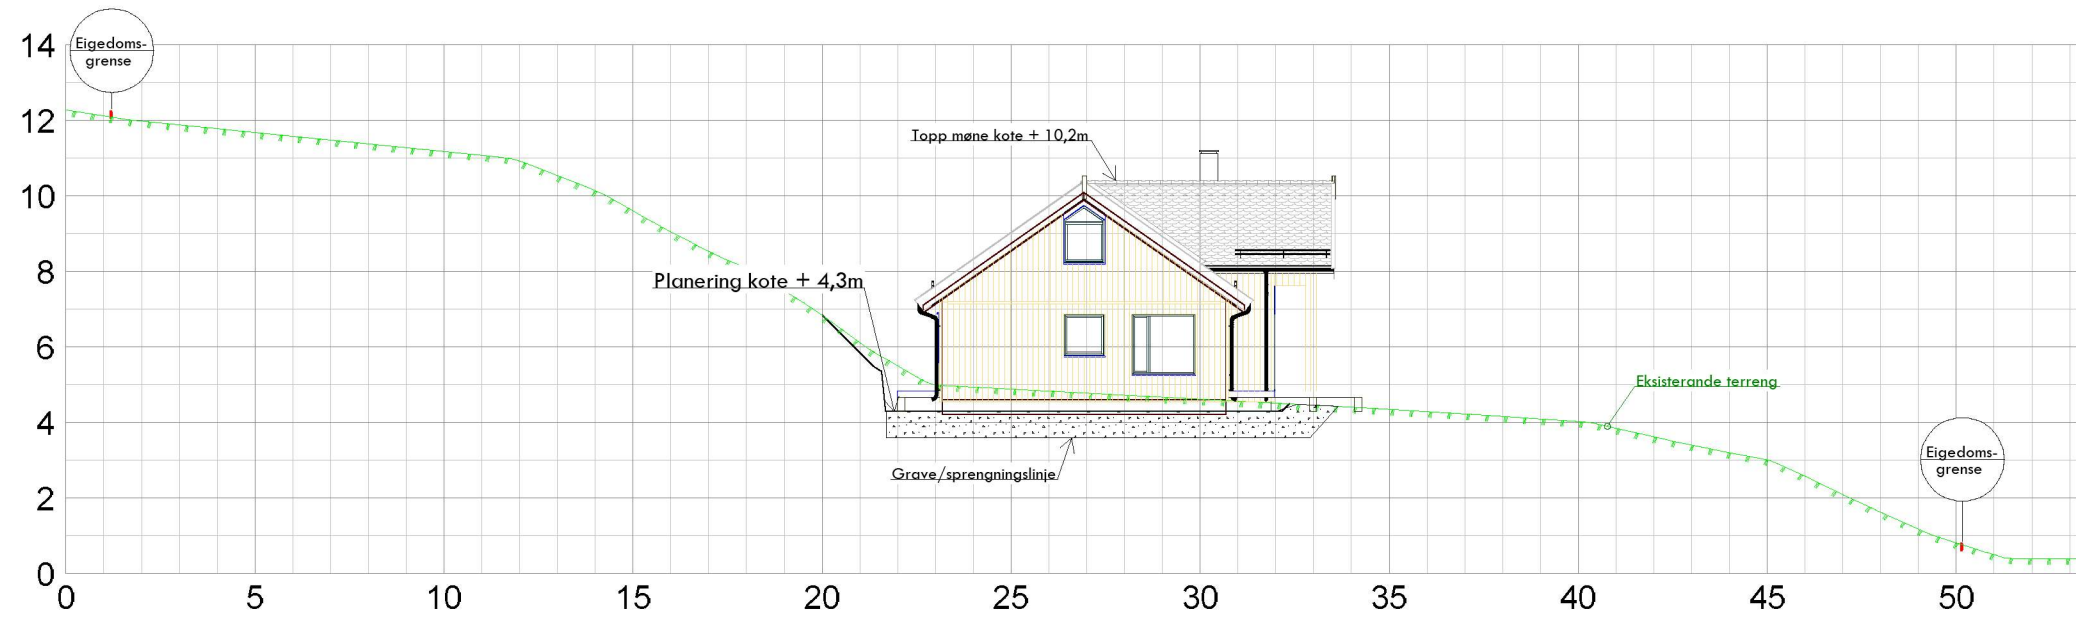 Eigedoms-
grense
14
12
10
8
6
4
2
0
Topp møne kote + 10,2m
Planering kote + 4,3m
Eksisterande terreng
Grave/sprengningslinje
Eigedoms-
grense
0 5 10 15 20 25 30 35 40 45 50